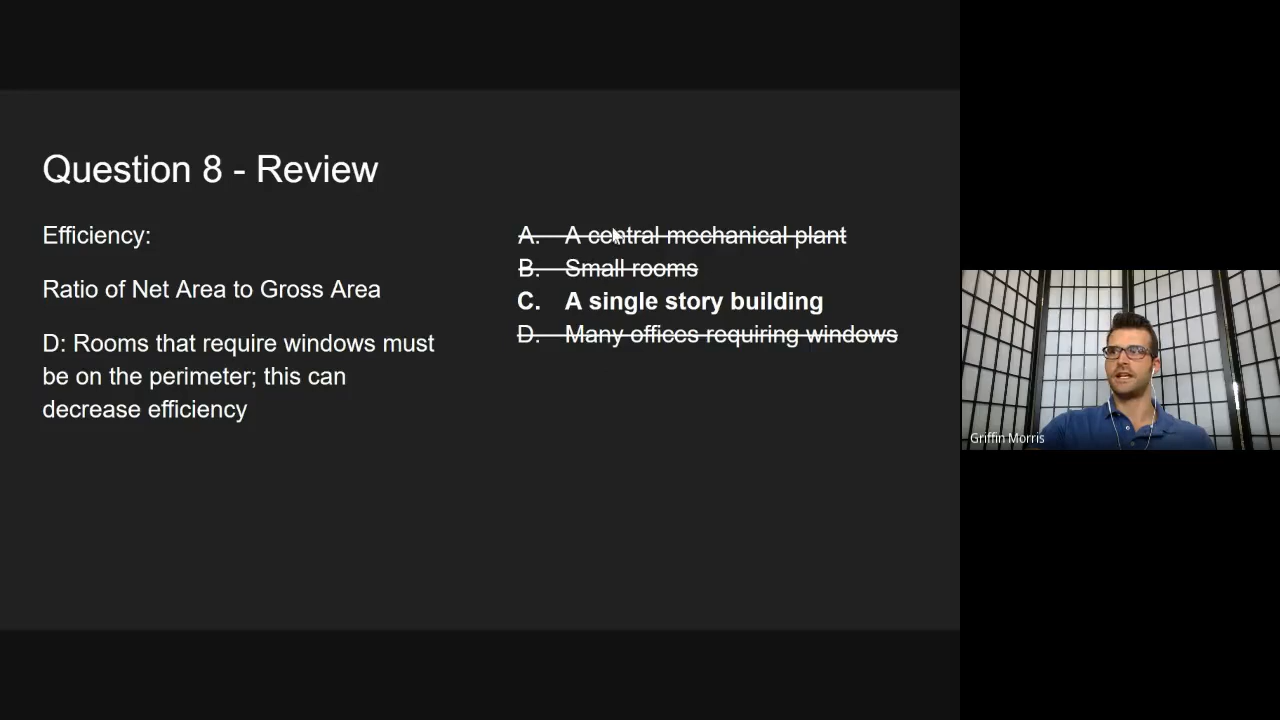 Question 8 - Review
Efficiency:
Ratio of Net Area to Gross Area
D: Rooms that require windows must
be on the perimeter; this can
decrease efficiency
A. A central mechanical plant
B. Small rooms
C. A single story building
D. Many offices requiring windows
Griffin Morris